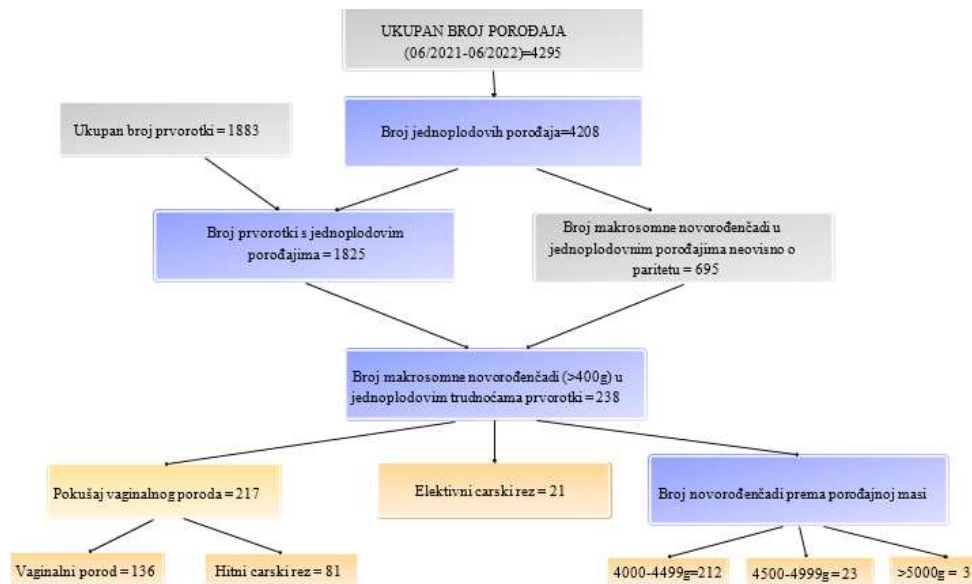 UKUPAN BROJ POROĐAJA
(06/2021-06/2022)=4295
Ukupan broj prvorotki = 1883
Broj jednoplodovih porođaja=4208
Broj prvorotki s jednoplodovim
porođajima = 1825
Broj makrosomne novorođenčadi u
jednoplodovnim porođajima neovisno o
paritetu = 695
Broj makrosomne novorođenčadi (>400g) u
jednoplodovim trudnoćama prvorotki = 238
Pokušaj vaginalnog poroda = 217
Elektivni carski rez = 21
Broj novorođenčadi prema porođajnoj masi
Vaginalni porod = 136
Hitni carski rez = 81
4000-4499g=212
4500-4999g = 23
>5000g = 3